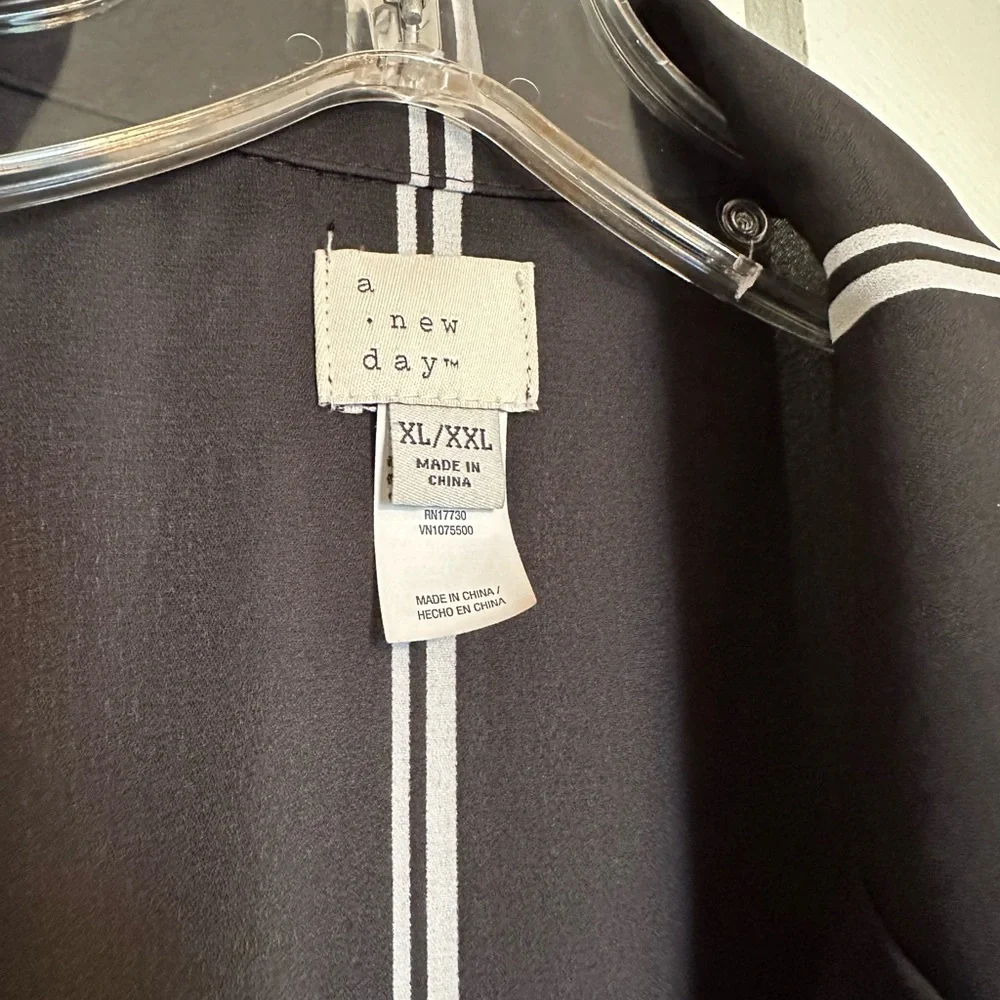 a
· new
day™
XL/XXL
MADE IN
CHINA
RN17730
VN1075500
MADE IN CHINA /
HECHO EN CHINA